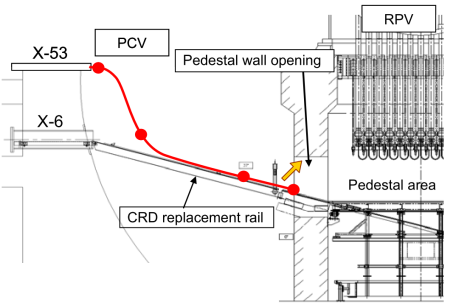 RPV
PCV
X-53
Pedestal wall opening
X-6
Pedestal area
CRD replacement rail